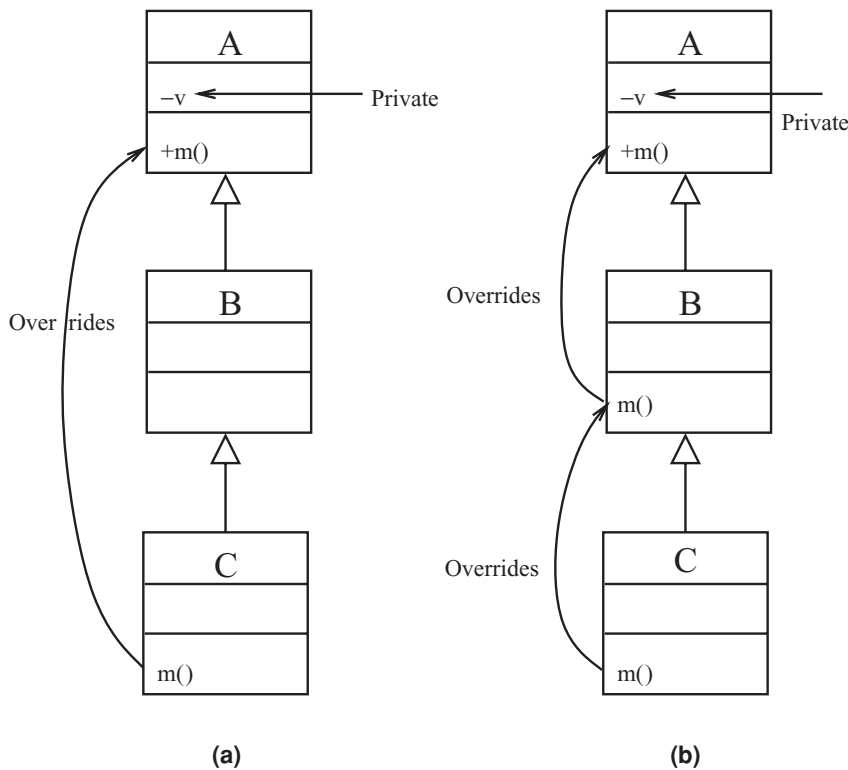 A
–v
Private
+m()
Over rides
B
C
m()
(a)
A
–v
Private
+m()
Overrides
B
m()
Overrides
C
m()
(b)